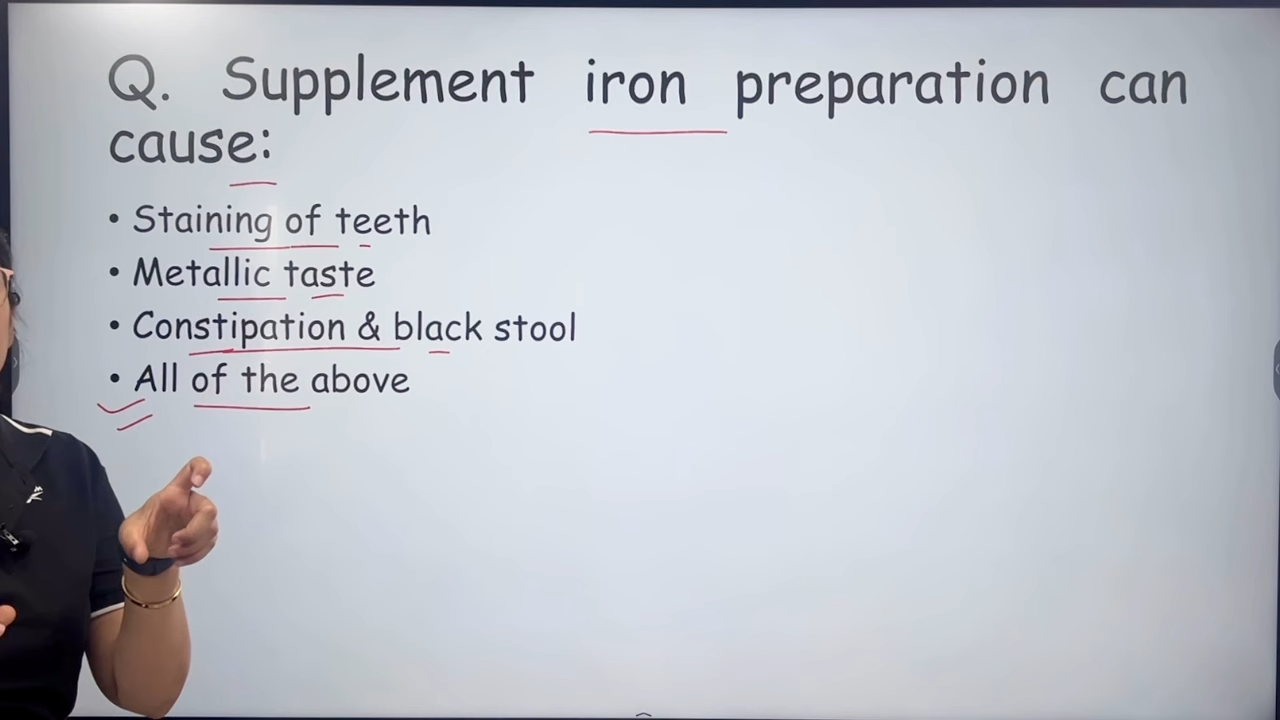 Q. Supplement iron preparation can
cause:
• Staining of teeth
• Metallic taste
• Constipation & black stool
• All of the above